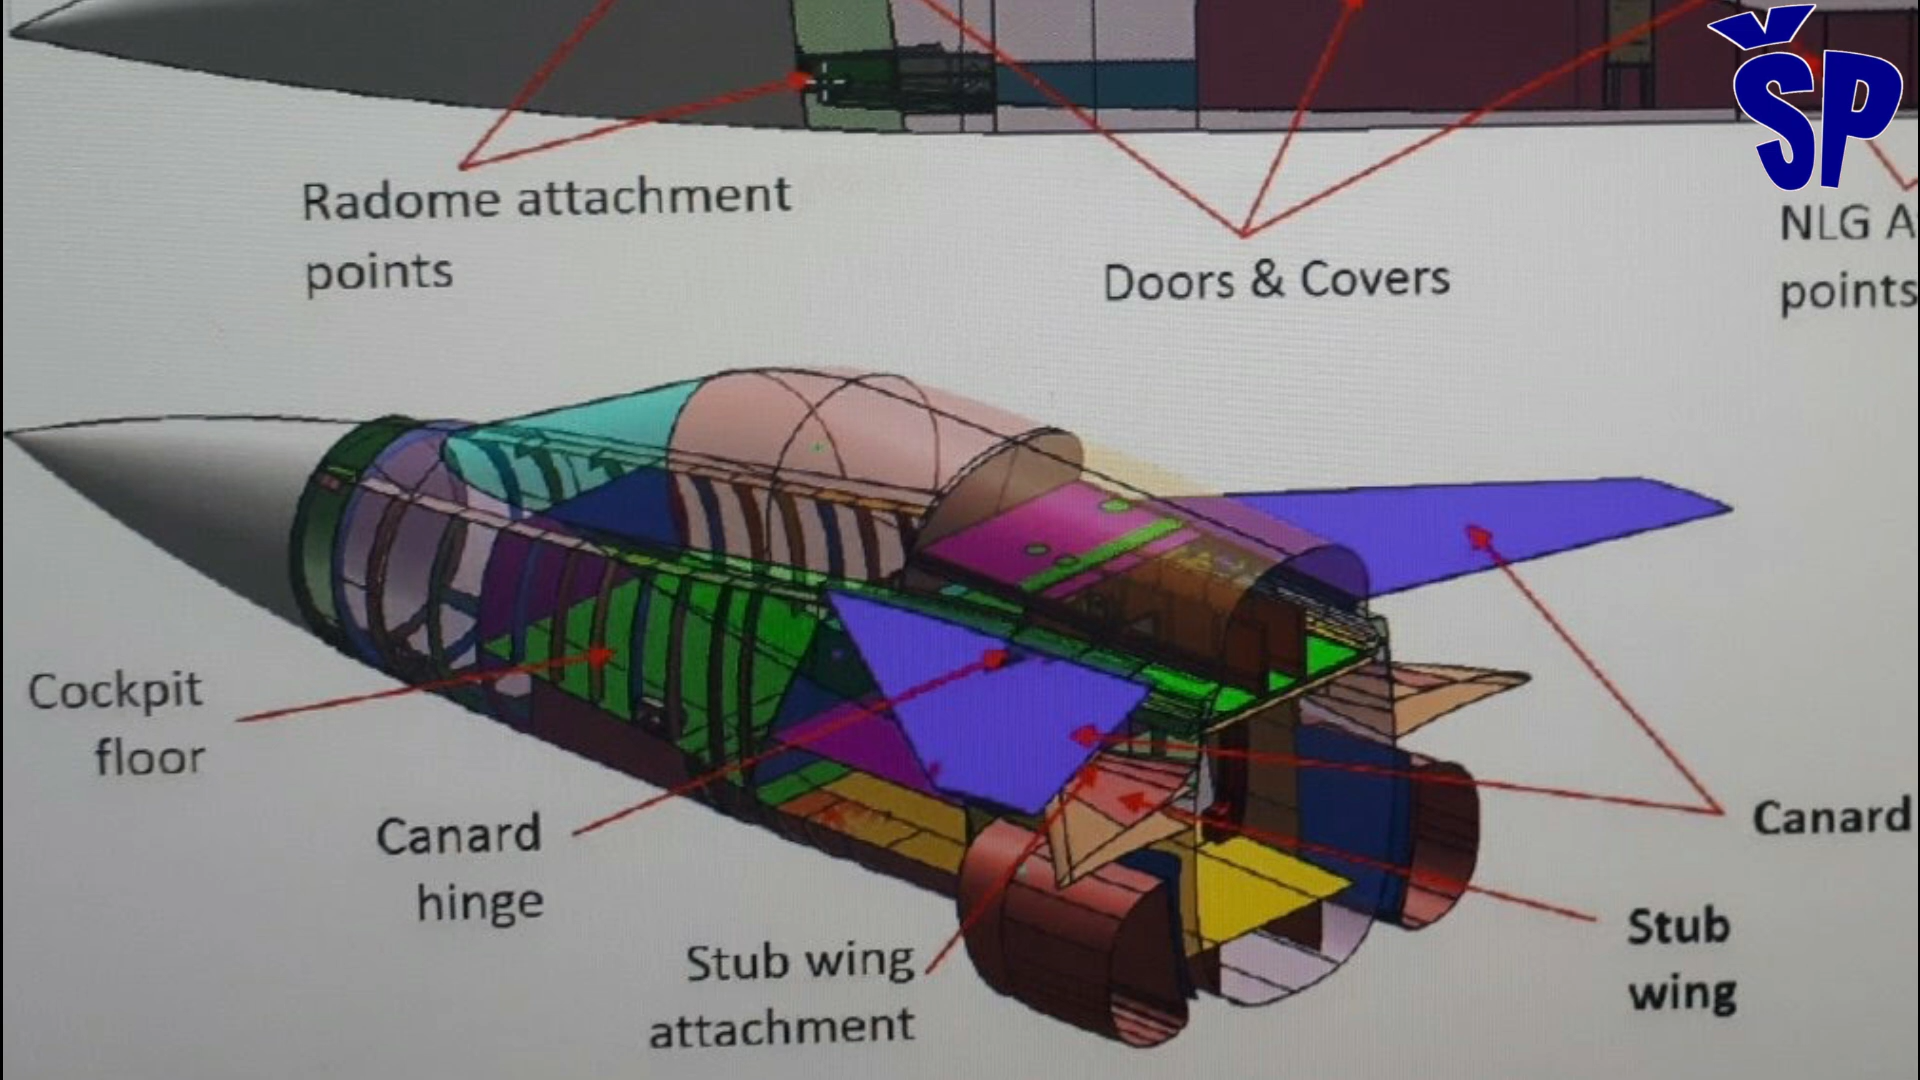 ŠP
Radome attachment
points
Doors & Covers
NLG A
points
Cockpit
floor
Canard
hinge
Stub wing
attachment
Canard
Stub
wing